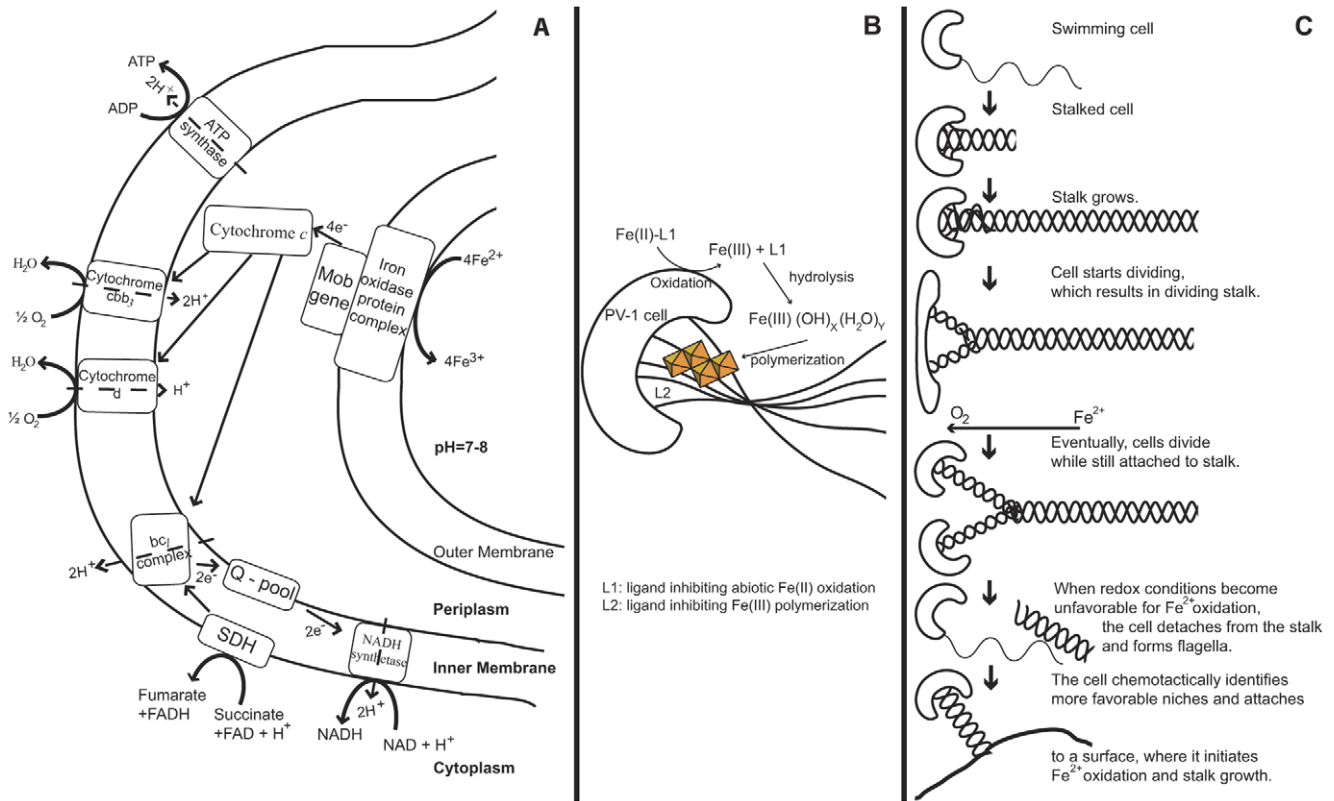 A
ATP
2H+
ADP
ATP
synthase
Cytochrome c
4e-
Mob
gene
Iron
oxidase
protein
complex
4Fe2+
4Fe3+
H2O
Cytochrome
cbb3
2H+
½ O2
H2O
Cytochrome
d
H+
½ O2
pH=7-8
bc1
complex
2H+
2e-
Q - pool
Outer Membrane
Periplasm
2e-
SDH
NADH
synthetase
Inner Membrane
Fumarate
+FADH
Succinate
+FAD + H+
2H+
NADH
NAD + H+
Cytoplasm
B
Fe(II)-L1
Fe(III) + L1
Oxidation
hydrolysis
PV-1 cell
Fe(III) (OH)X(H2O)Y
polymerization
L2
L1: ligand inhibiting abiotic Fe(II) oxidation
L2: ligand inhibiting Fe(III) polymerization
C
Swimming cell
Stalked cell
Stalk grows.
Cell starts dividing,
which results in dividing stalk.
O2
Fe2+
Eventually, cells divide
while still attached to stalk.
When redox conditions become
unfavorable for Fe2+ oxidation,
the cell detaches from the stalk
and forms flagella.
The cell chemotactically identifies
more favorable niches and attaches
to a surface, where it initiates
Fe2+ oxidation and stalk growth.